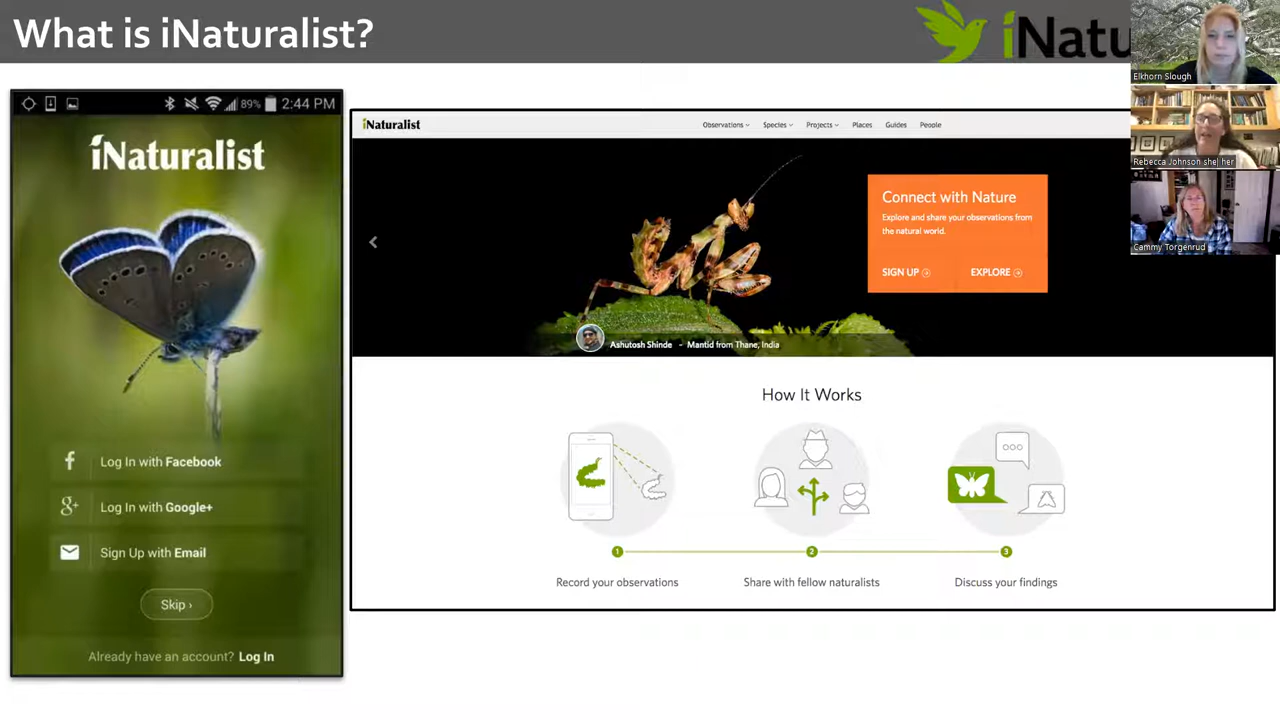 What is iNaturalist?
iNatu
Elkhorn Slough
Rebecca Johnson she| her
Cammy Torgenrud
89% 2:44 PM
iNaturalist
Log In with Facebook
g+ Log In with Google+
Sign Up with Email
Skip ›
Already have an account? Log In
iNaturalist Observations Species Projects Places Guides People
Connect with Nature
Explore and share your observations from
the natural world.
SIGN UP EXPLORE
Ashutosh Shinde - Mantid from Thane, India
How It Works
1 2 3
Record your observations Share with fellow naturalists Discuss your findings